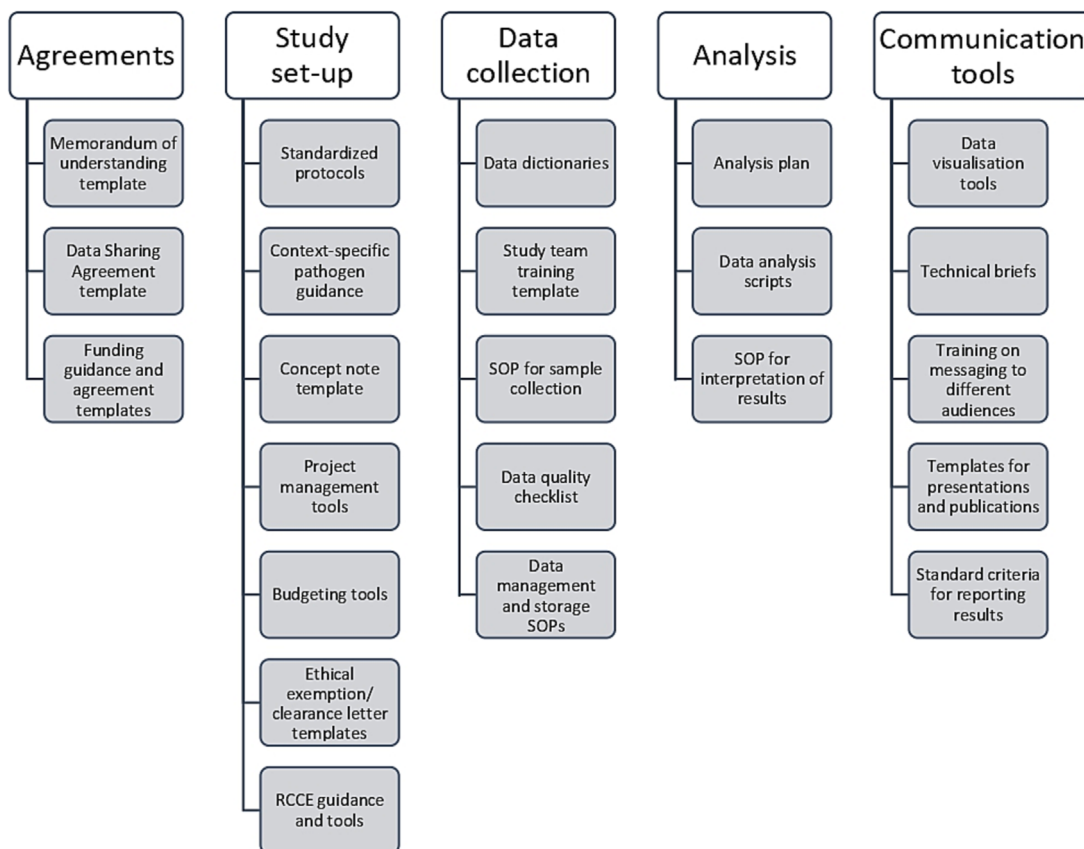 Agreements
Memorandum of
understanding
template
Data Sharing
Agreement
template
Funding
guidance and
agreement
templates
Study
set-up
Standardized
protocols
Context-specific
pathogen
guidance
Concept note
template
Project
management
tools
Budgeting tools
Ethical
exemption/
clearance letter
templates
RCCE guidance
and tools
Data
collection
Data dictionaries
Study team
training
template
SOP for sample
collection
Data quality
checklist
Data
management
and storage
SOPs
Analysis
Analysis plan
Data analysis
scripts
SOP for
interpretation of
results
Communication
tools
Data
visualisation
tools
Technical briefs
Training on
messaging to
different
audiences
Templates for
presentations
and publications
Standard criteria
for reporting
results